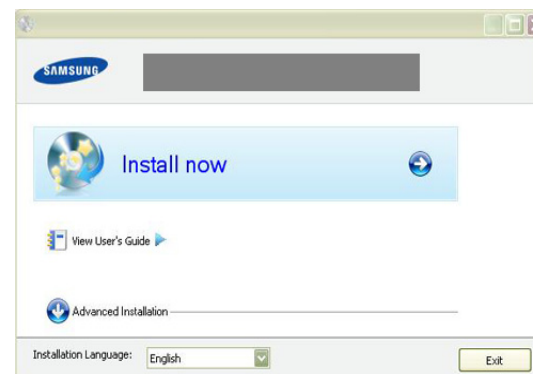 SAMSUNG
Install now
View User's Guide
Advanced Installation
Installation Language: English Exit